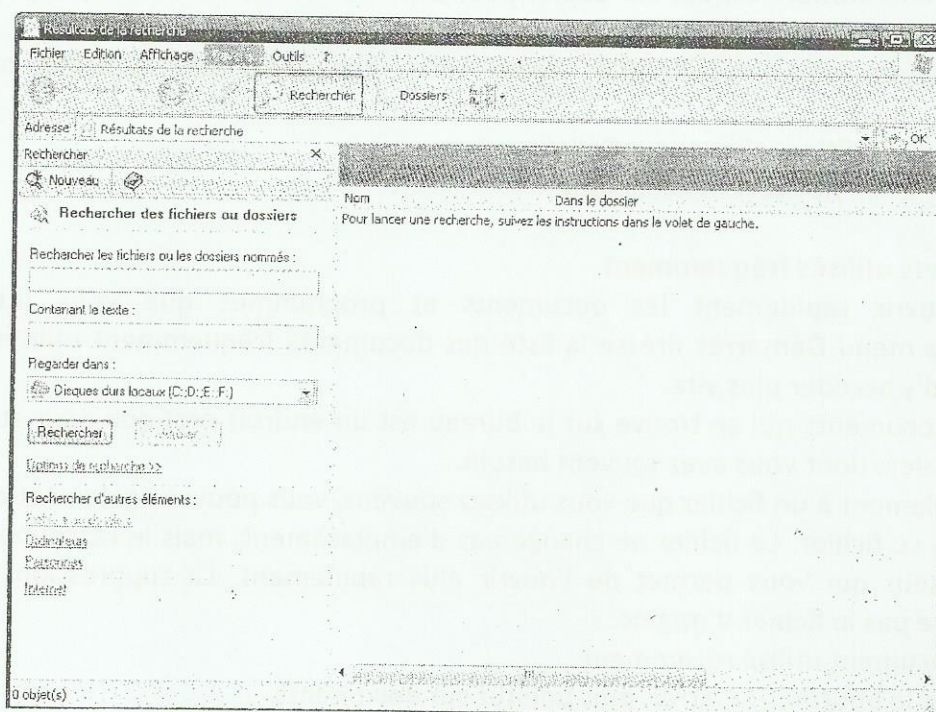 Résultats de la recherche
Fichier Edition Affichage Outils ?
Rechercher Dossiers
Adresse Résultats de la recherche OK
Rechercher
Nouveau
Rechercher des fichiers ou dossiers
Rechercher les fichiers ou les dossiers nommés :
Contenant le texte :
Regarder dans :
Disques durs locaux (C:;D:;E:;F:)
Rechercher
Options de recherche >>
Rechercher d'autres éléments :
Ordinateurs
Personnes
Internet
Nom Dans le dossier
Pour lancer une recherche, suivez les instructions dans le volet de gauche.
0 objet(s)